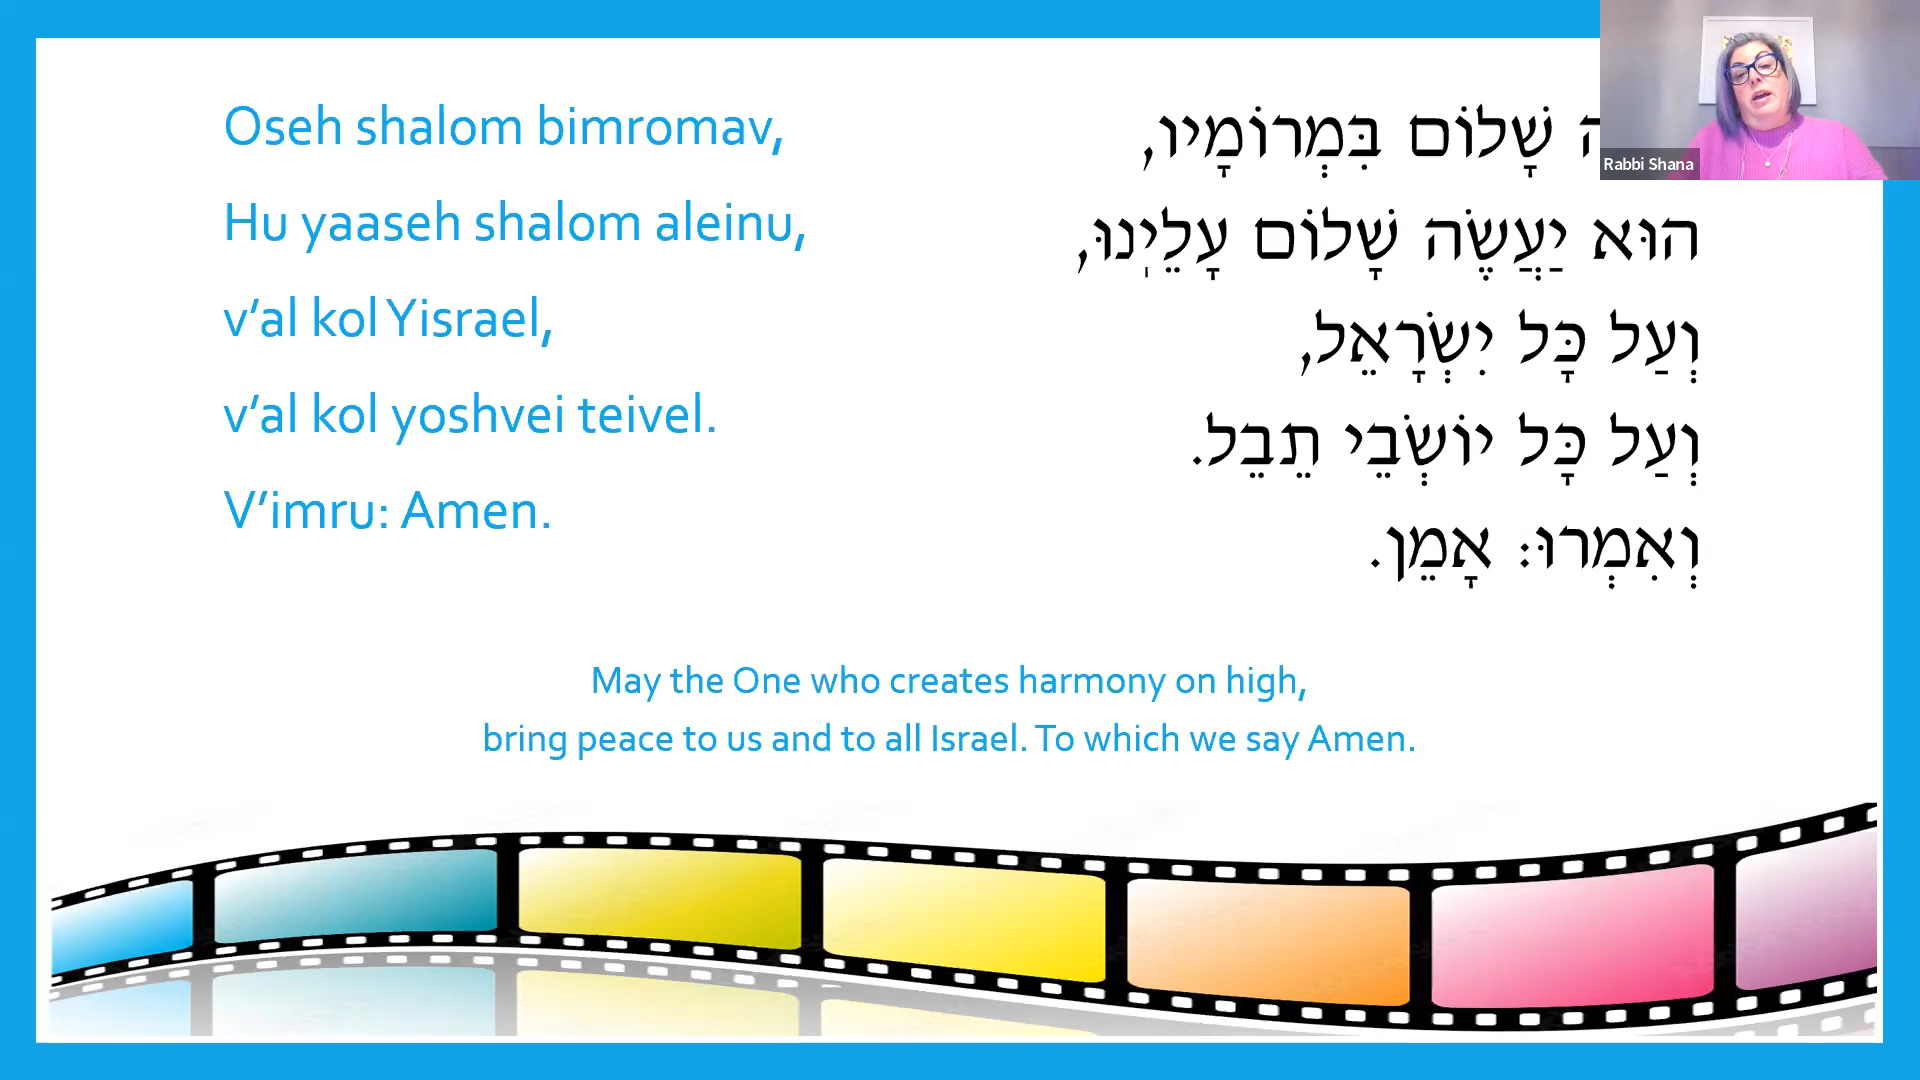 Oseh shalom bimromav,
Hu yaaseh shalom aleinu,
v’al kol Yisrael,
v’al kol yoshvei teivel.
V’imru: Amen.
שָׁלוֹם בִּמְרוֹמָיו,
הוּא יַעֲשֶׂה שָׁלוֹם עָלֵיְנוּ,
וְעַל כָּל יִשְׂרָאֵל,
וְעַל כָּל יוֹשְׂבֵי תֵבֵל.
וְאִמְרוּ: אָמֵן.
May the One who creates harmony on high,
bring peace to us and to all Israel. To which we say Amen.
Rabbi Shana